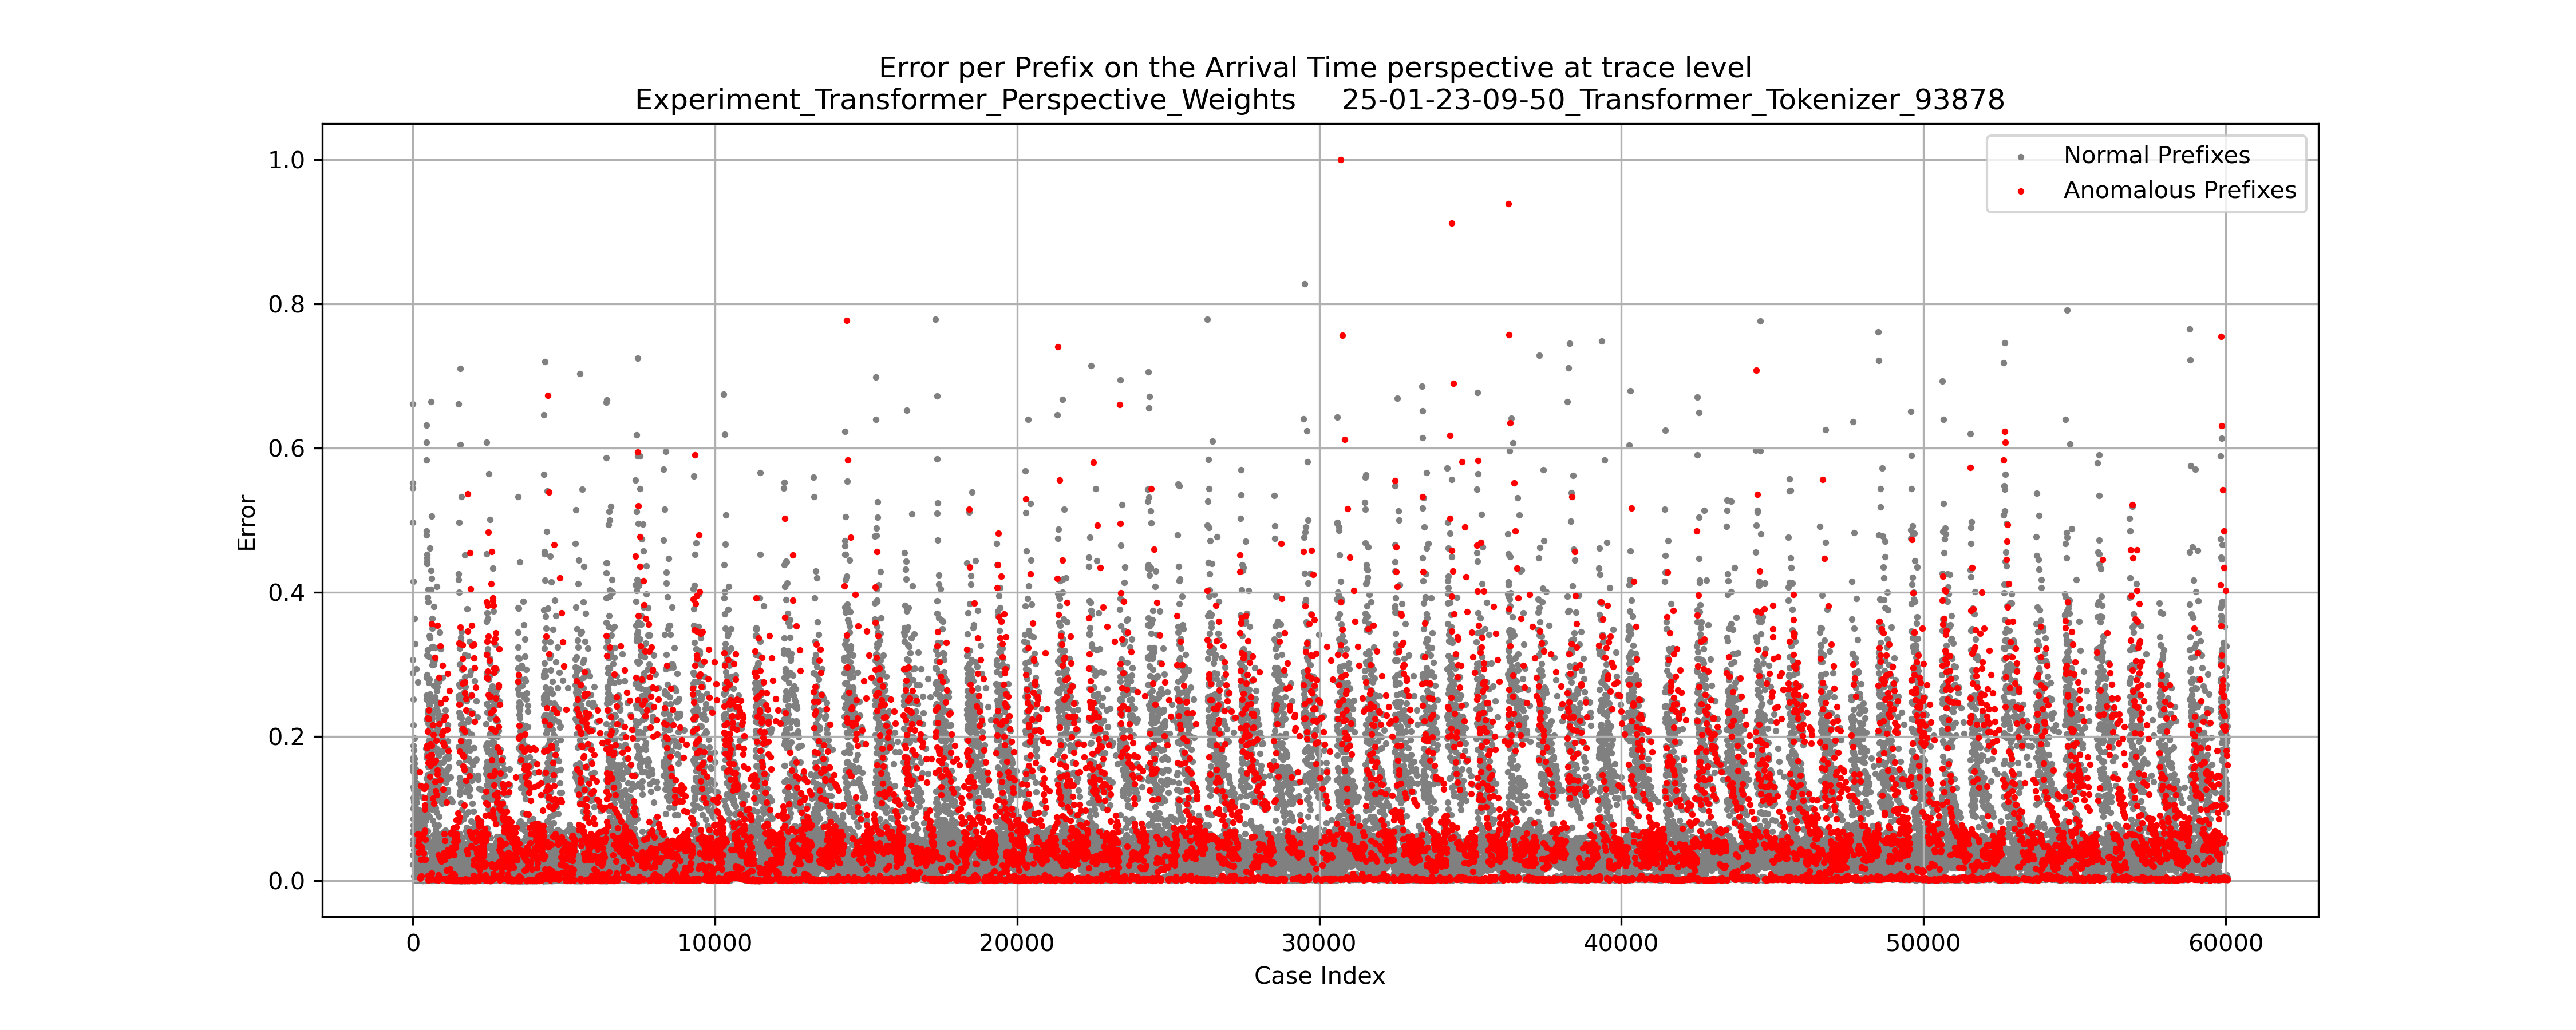 Error per Prefix on the Arrival Time perspective at trace level
Experiment_Transformer_Perspective_Weights 25-01-23-09-50_Transformer_Tokenizer_93878
Normal Prefixes
Anomalous Prefixes
1.0
0.8
0.6
0.4
0.2
0.0
Error
0 10000 20000 30000 40000 50000 60000
Case Index